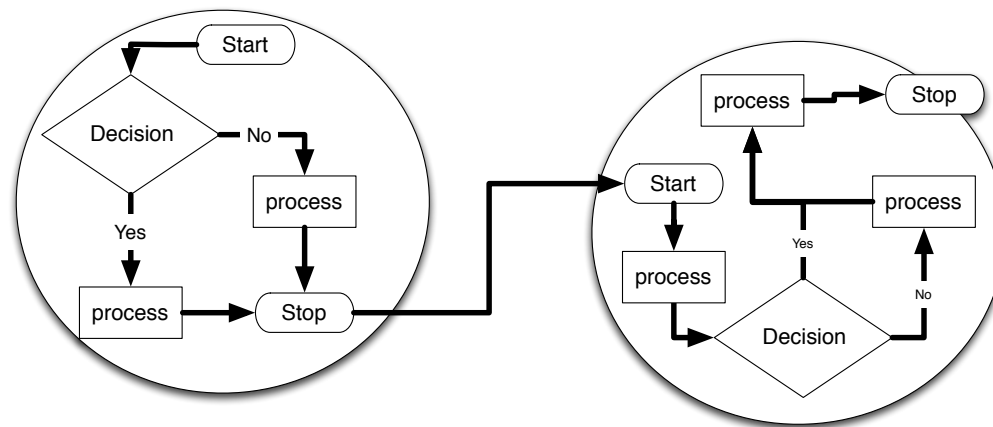 Start
Decision
No
process
Yes
process
Stop
process
Stop
Start
process
process
Yes
No
Decision